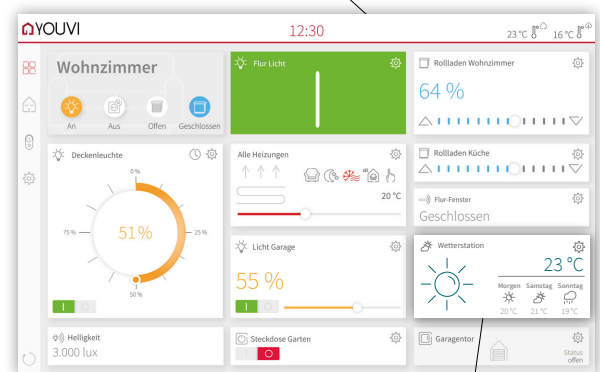 YOUVI
12:30
23 °C
16 °C
Wohnzimmer
An
Aus
Offen
Geschlossen
Flur Licht
Rollladen Wohnzimmer
64 %
Deckenleuchte
0%
75 %
51%
25 %
50 %
Alle Heizungen
20 °C
Rollladen Küche
Flur-Fenster
Geschlossen
Licht Garage
55 %
Wetterstation
23 °C
Morgen Samstag Sonntag
20 °C 21 °C 19 °C
Helligkeit
3.000 lux
Steckdose Garten
Garagentor
Status
offen